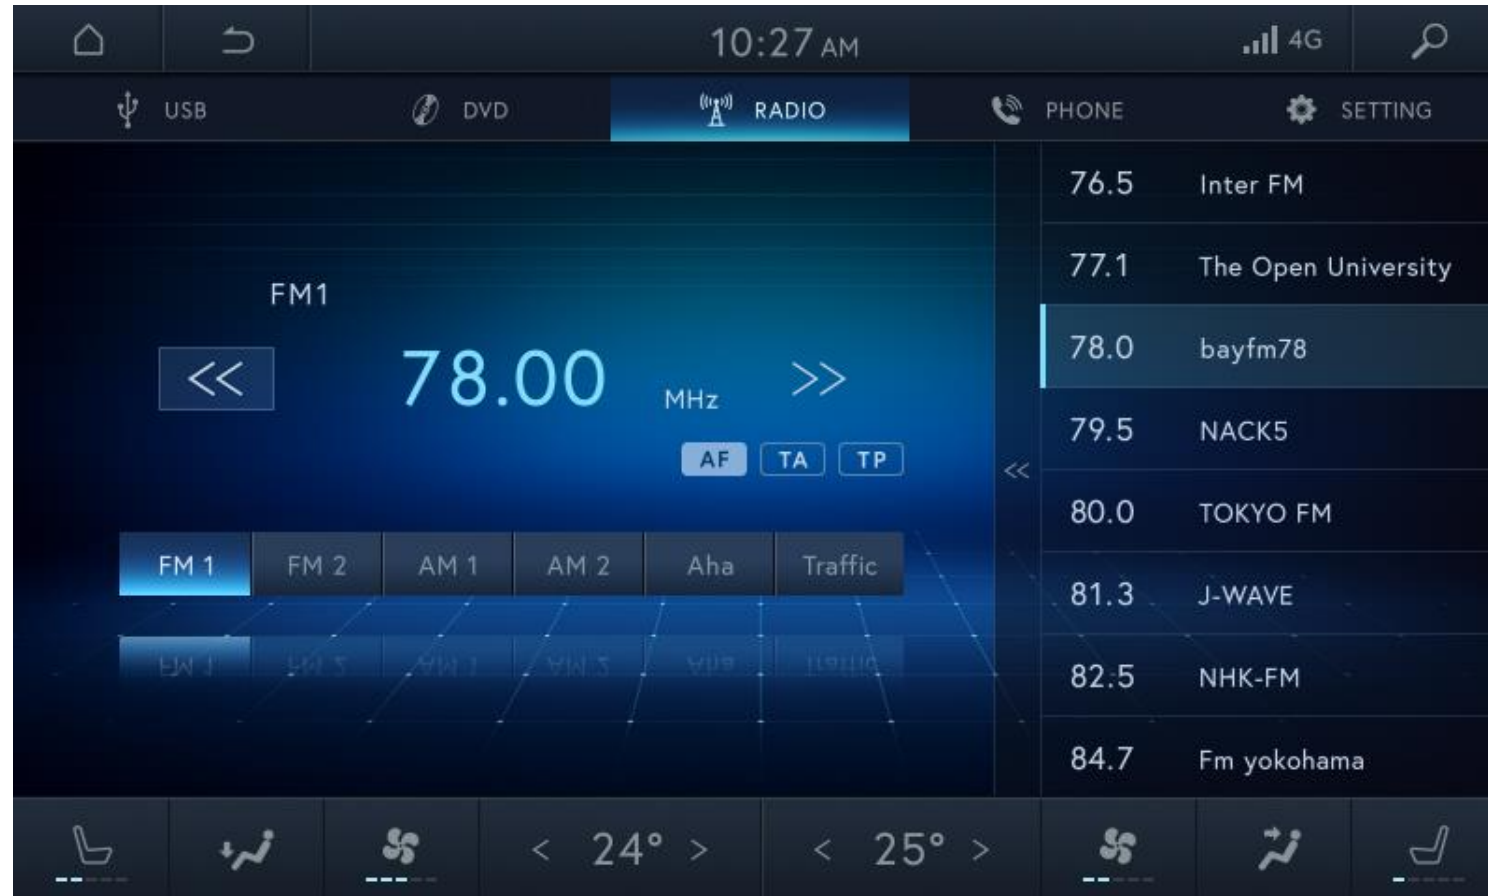 10:27 AM
4G
USB
DVD
RADIO
PHONE
SETTING
FM1
<< 78.00 MHz >>
AF TA TP
FM 1 FM 2 AM 1 AM 2 Aha Traffic
<<
76.5 Inter FM
77.1 The Open University
78.0 bayfm78
79.5 NACK5
80.0 TOKYO FM
81.3 J-WAVE
82.5 NHK-FM
84.7 Fm yokohama
< 24° >
< 25° >